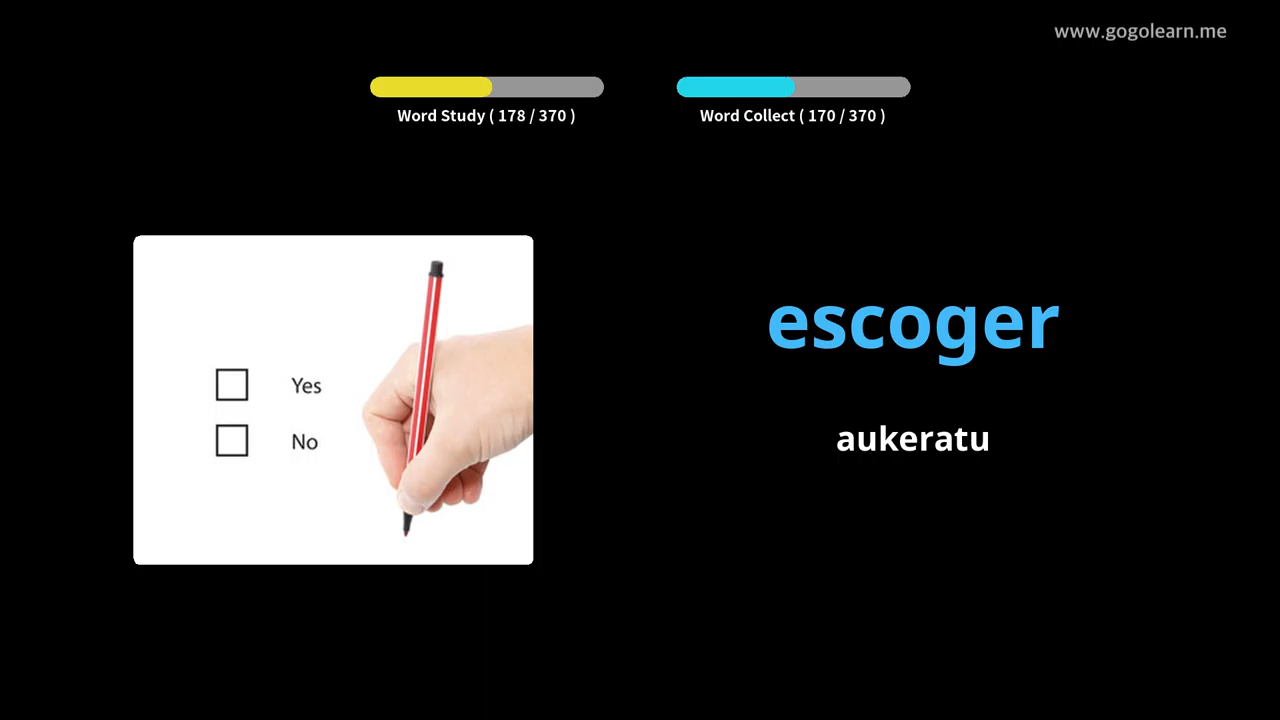 www.gogolearn.me
Word Study ( 178 / 370 )
Word Collect ( 170 / 370 )
Yes
No
escoger
aukeratu